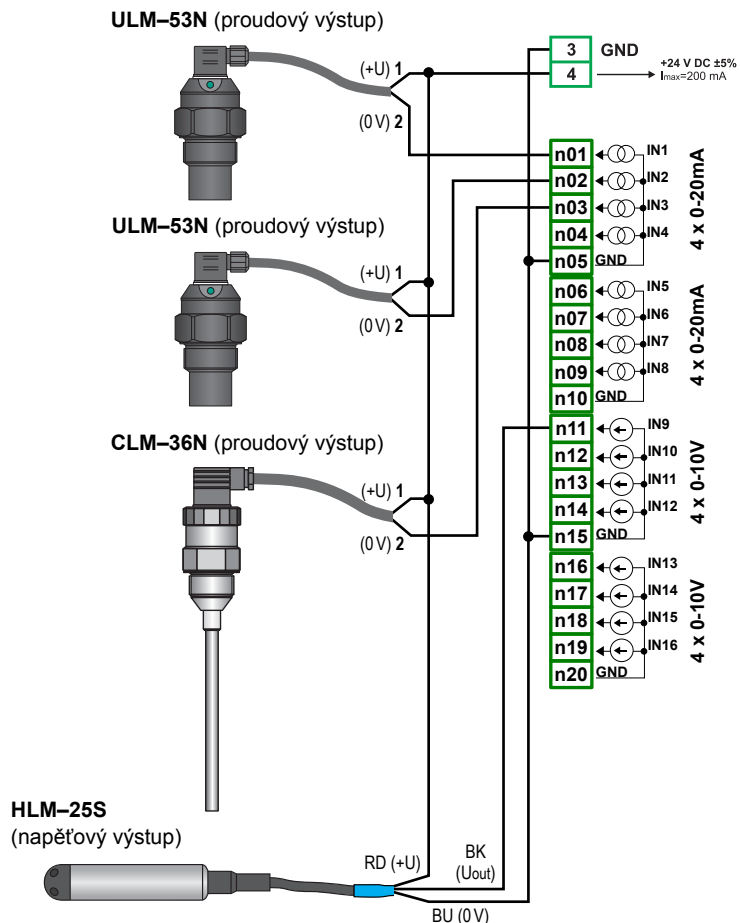 ULM–53N (proudový výstup)
(+U) 1
(0 V) 2
3 GND
4
+24 V DC ±5%
Imax=200 mA
n01 IN1
n02 IN2
n03 IN3
n04 IN4
n05 GND
4 x 0-20mA
ULM–53N (proudový výstup)
(+U) 1
(0 V) 2
n06 IN5
n07 IN6
n08 IN7
n09 IN8
n10 GND
4 x 0-20mA
CLM–36N (proudový výstup)
(+U) 1
(0 V) 2
n11 IN9
n12 IN10
n13 IN11
n14 IN12
n15 GND
4 x 0-10V
n16 IN13
n17 IN14
n18 IN15
n19 IN16
n20 GND
4 x 0-10V
HLM–25S
(napěťový výstup)
RD (+U)
BK
(Uout)
BU (0 V)